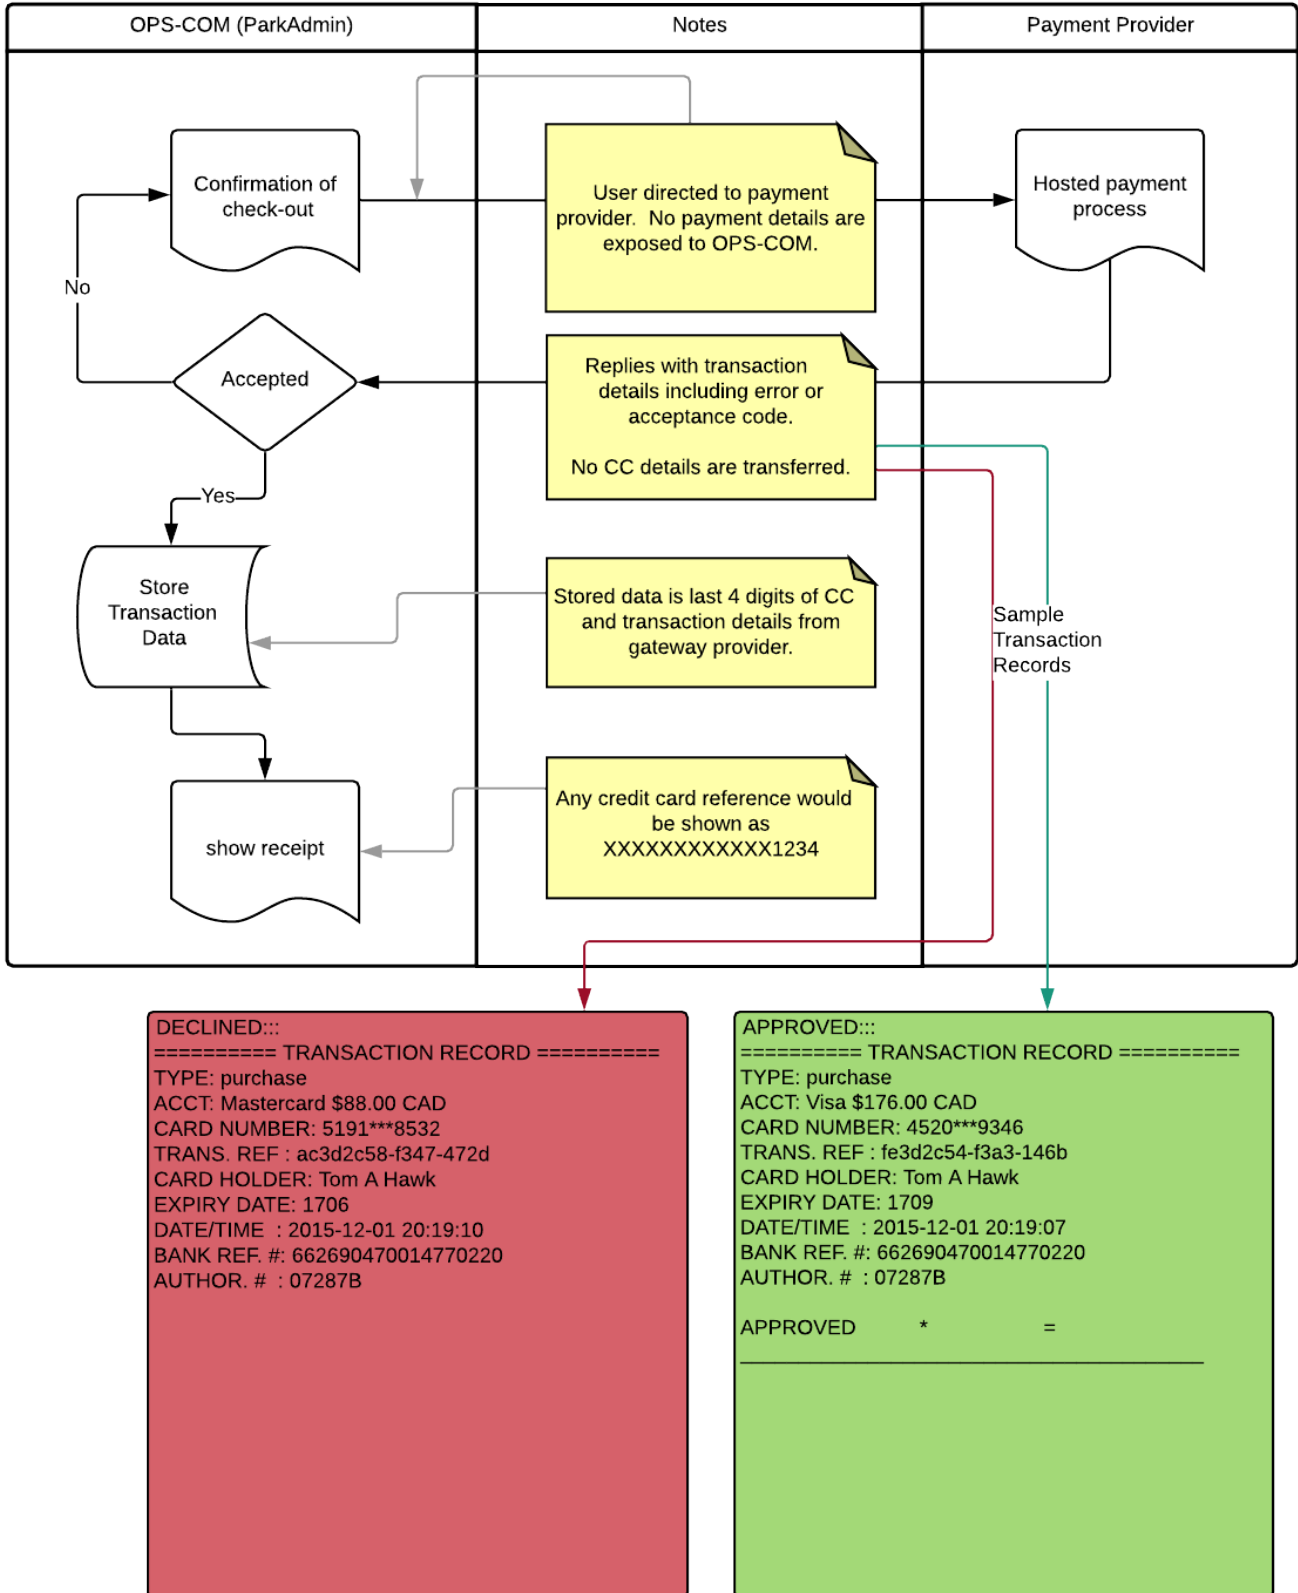 OPS-COM (ParkAdmin)
Notes
Payment Provider
Confirmation of
check-out
User directed to payment
provider.  No payment details are
exposed to OPS-COM.
Hosted payment
process
No
Accepted
Replies with transaction
details including error or
acceptance code.
No CC details are transferred.
Yes
Store
Transaction
Data
Stored data is last 4 digits of CC
and transaction details from
gateway provider.
Sample
Transaction
Records
show receipt
Any credit card reference would
be shown as
XXXXXXXXXXXX1234
DECLINED:::
========== TRANSACTION RECORD ==========
TYPE: purchase
ACCT: Mastercard $88.00 CAD
CARD NUMBER: 5191***8532
TRANS. REF : ac3d2c58-f347-472d
CARD HOLDER: Tom A Hawk
EXPIRY DATE: 1706
DATE/TIME  : 2015-12-01 20:19:10
BANK REF. #: 662690470014770220
AUTHOR. #  : 07287B
APPROVED:::
========== TRANSACTION RECORD ==========
TYPE: purchase
ACCT: Visa $176.00 CAD
CARD NUMBER: 4520***9346
TRANS. REF : fe3d2c54-f3a3-146b
CARD HOLDER: Tom A Hawk
EXPIRY DATE: 1709
DATE/TIME  : 2015-12-01 20:19:07
BANK REF. #: 662690470014770220
AUTHOR. #  : 07287B
APPROVED * =
________________________________________